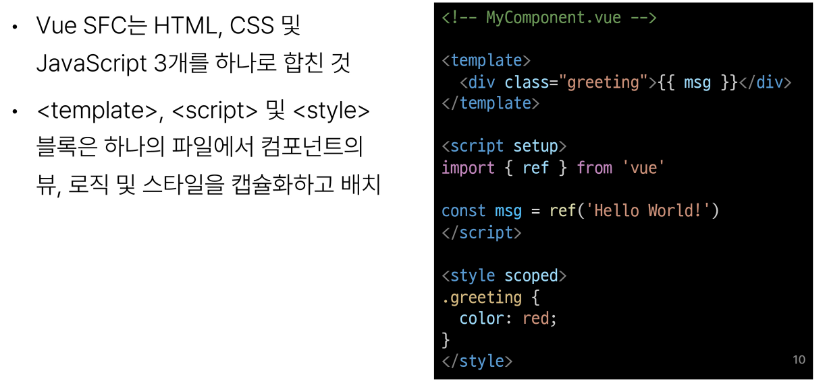 • Vue SFC는 HTML, CSS 및
JavaScript 3개를 하나로 합친 것
• <template>, <script> 및 <style>
블록은 하나의 파일에서 컴포넌트의
뷰, 로직 및 스타일을 캡슐화하고 배치
<!-- MyComponent.vue -->
<template>
  <div class="greeting">{{ msg }}</div>
</template>
<script setup>
import { ref } from 'vue'
const msg = ref('Hello World!')
</script>
<style scoped>
.greeting {
  color: red;
}
</style>
10